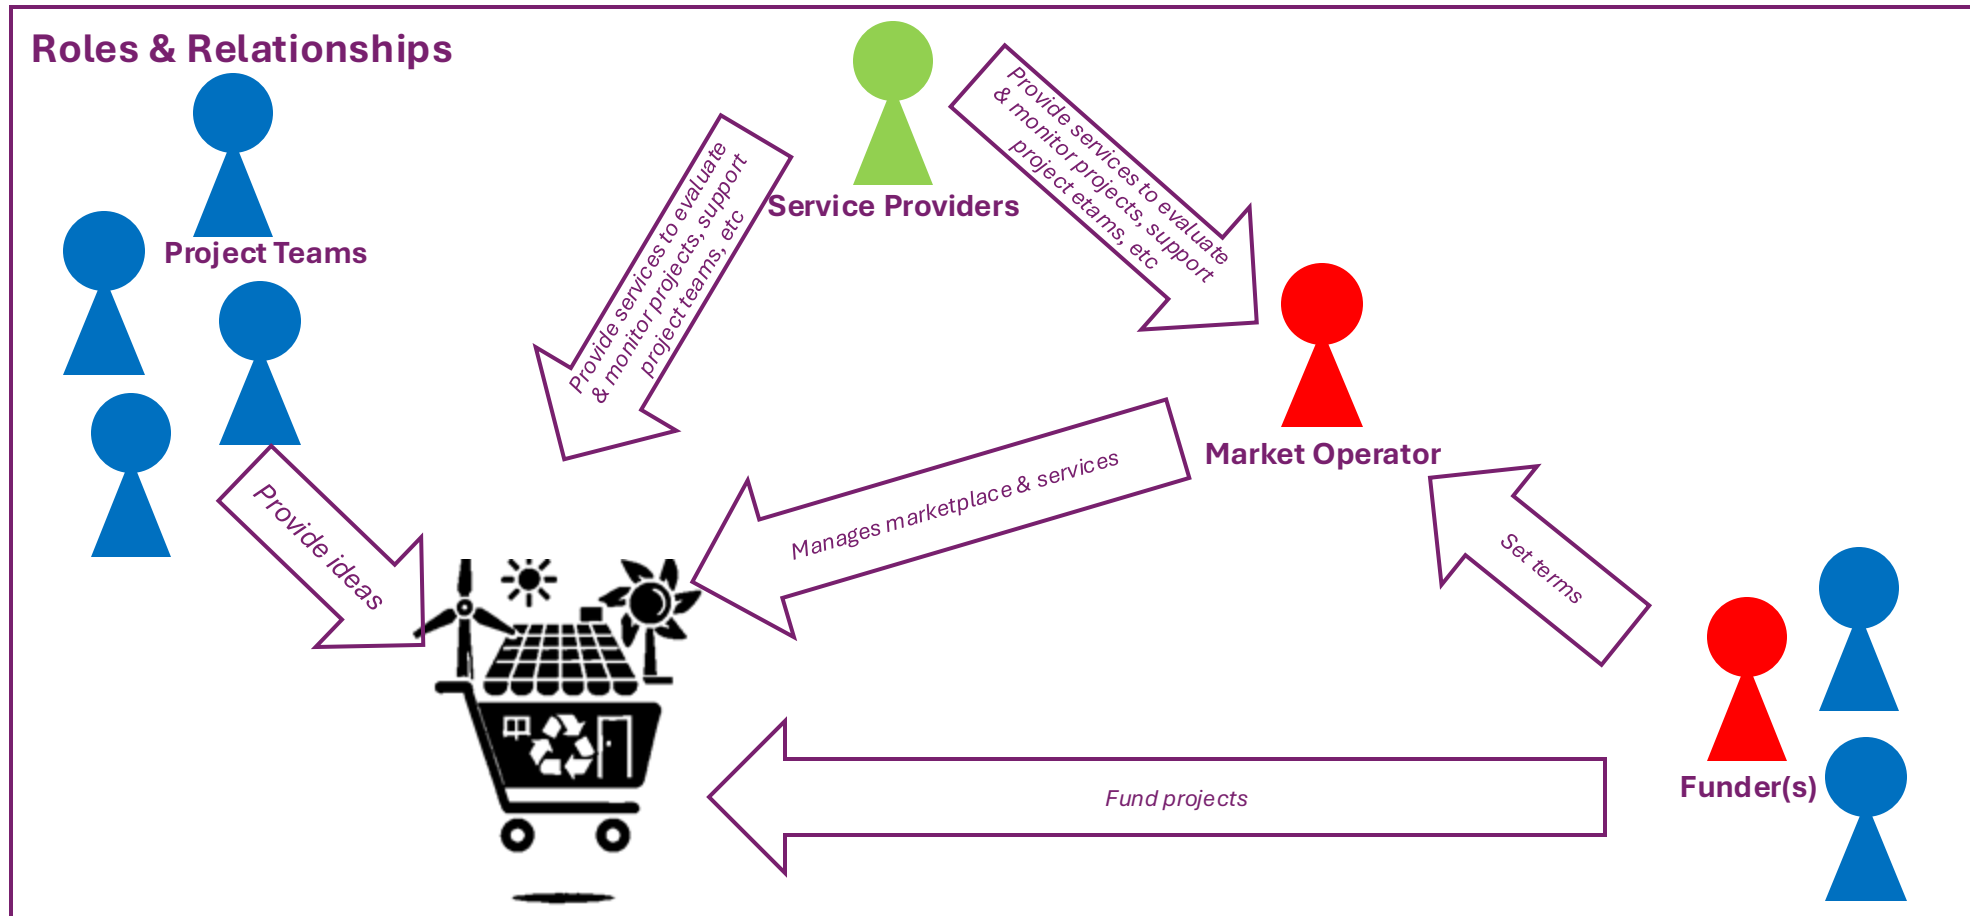 Roles & Relationships
Project Teams
Provide ideas
Provide services to evaluate
& monitor projects, support
project teams, etc
Service Providers
Provide services to evaluate
& monitor projects, support
project etams, etc
Market Operator
Manages marketplace & services
Set terms
Funder(s)
Fund projects